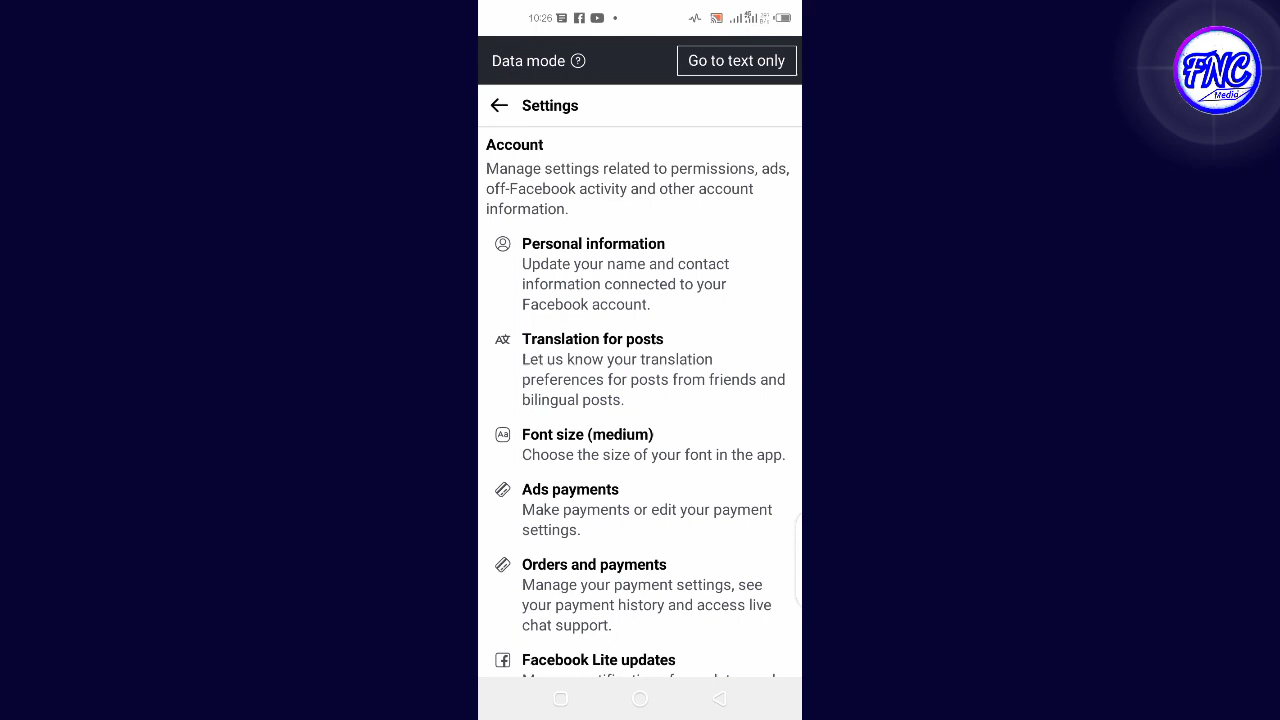 10:26
Data mode
Go to text only
Settings
Account
Manage settings related to permissions, ads,
off-Facebook activity and other account
information.
Personal information
Update your name and contact
information connected to your
Facebook account.
Translation for posts
Let us know your translation
preferences for posts from friends and
bilingual posts.
Aa
Font size (medium)
Choose the size of your font in the app.
Ads payments
Make payments or edit your payment
settings.
Orders and payments
Manage your payment settings, see
your payment history and access live
chat support.
Facebook Lite updates
FNC
Media